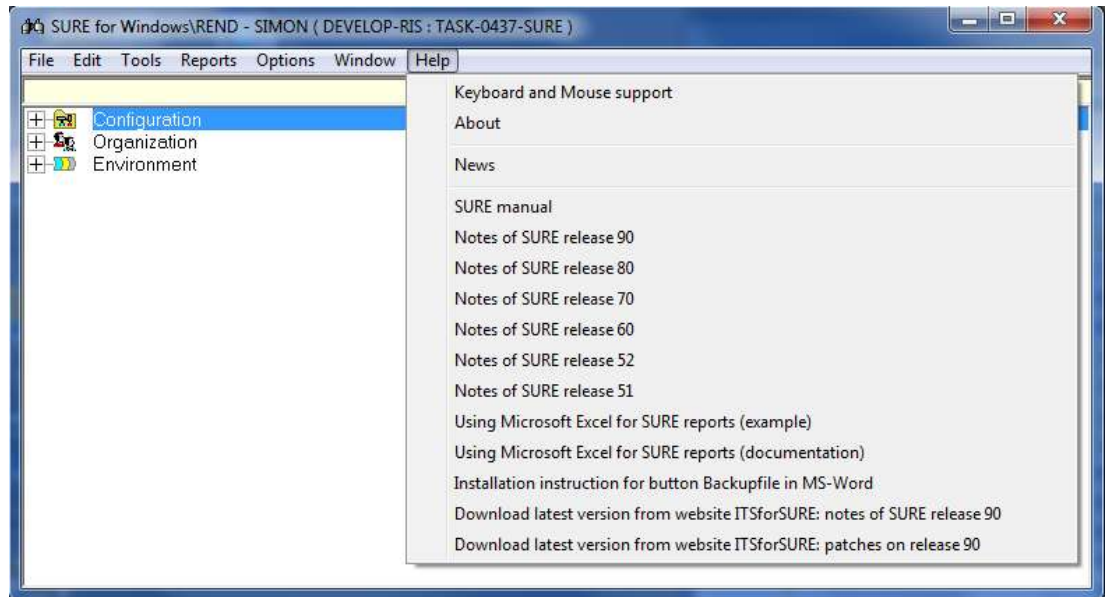 SURE for Windows\REND - SIMON ( DEVELOP-RIS : TASK-0437-SURE )
File Edit Tools Reports Options Window Help
Configuration
Organization
Environment
Keyboard and Mouse support
About
News
SURE manual
Notes of SURE release 90
Notes of SURE release 80
Notes of SURE release 70
Notes of SURE release 60
Notes of SURE release 52
Notes of SURE release 51
Using Microsoft Excel for SURE reports (example)
Using Microsoft Excel for SURE reports (documentation)
Installation instruction for button Backupfile in MS-Word
Download latest version from website ITSforSURE: notes of SURE release 90
Download latest version from website ITSforSURE: patches on release 90